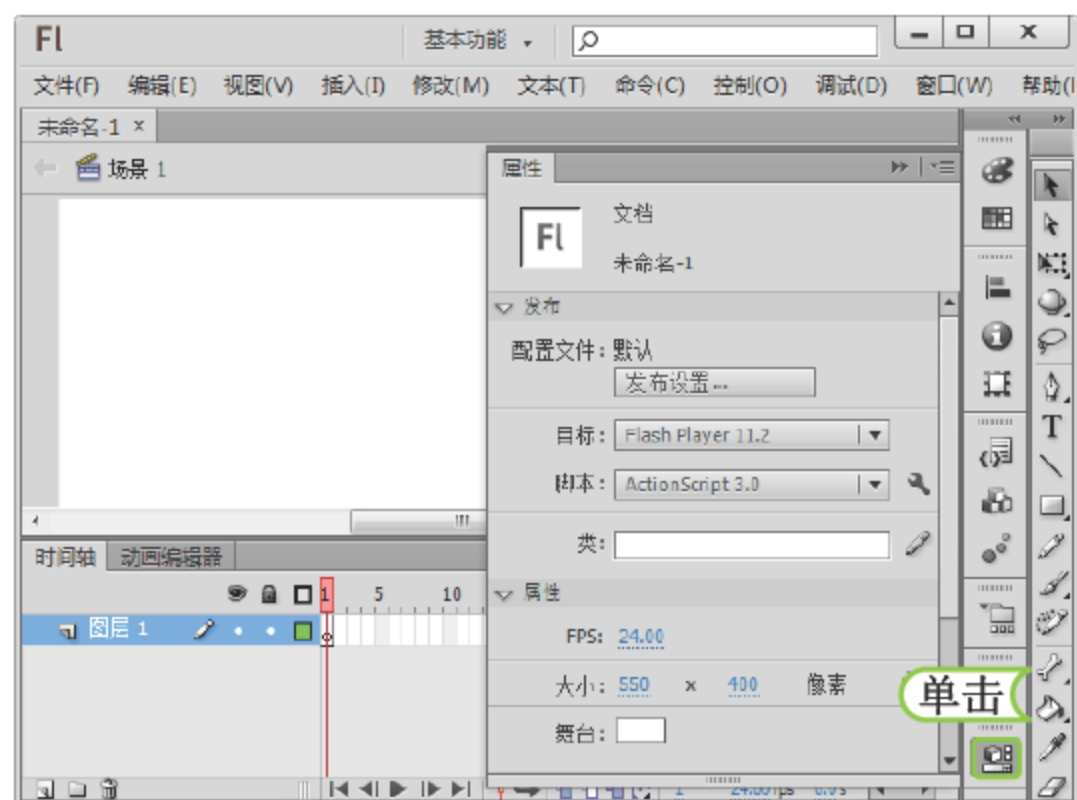 Fl 基本功能
文件(F) 编辑(E) 视图(V) 插入(I) 修改(M) 文本(T) 命令(C) 控制(O) 调试(D) 窗口(W) 帮助(
未命名-1 ×
场景 1
属性
Fl
文档
未命名-1
发布
配置文件: 默认
发布设置...
目标: Flash Player 11.2
脚本: ActionScript 3.0
类:
时间轴 动画编辑器
1 5 10
图层 1
属性
FPS: 24.00
大小: 550 x 400 像素
单击
舞台:
T
1 24.00fps 0.0s